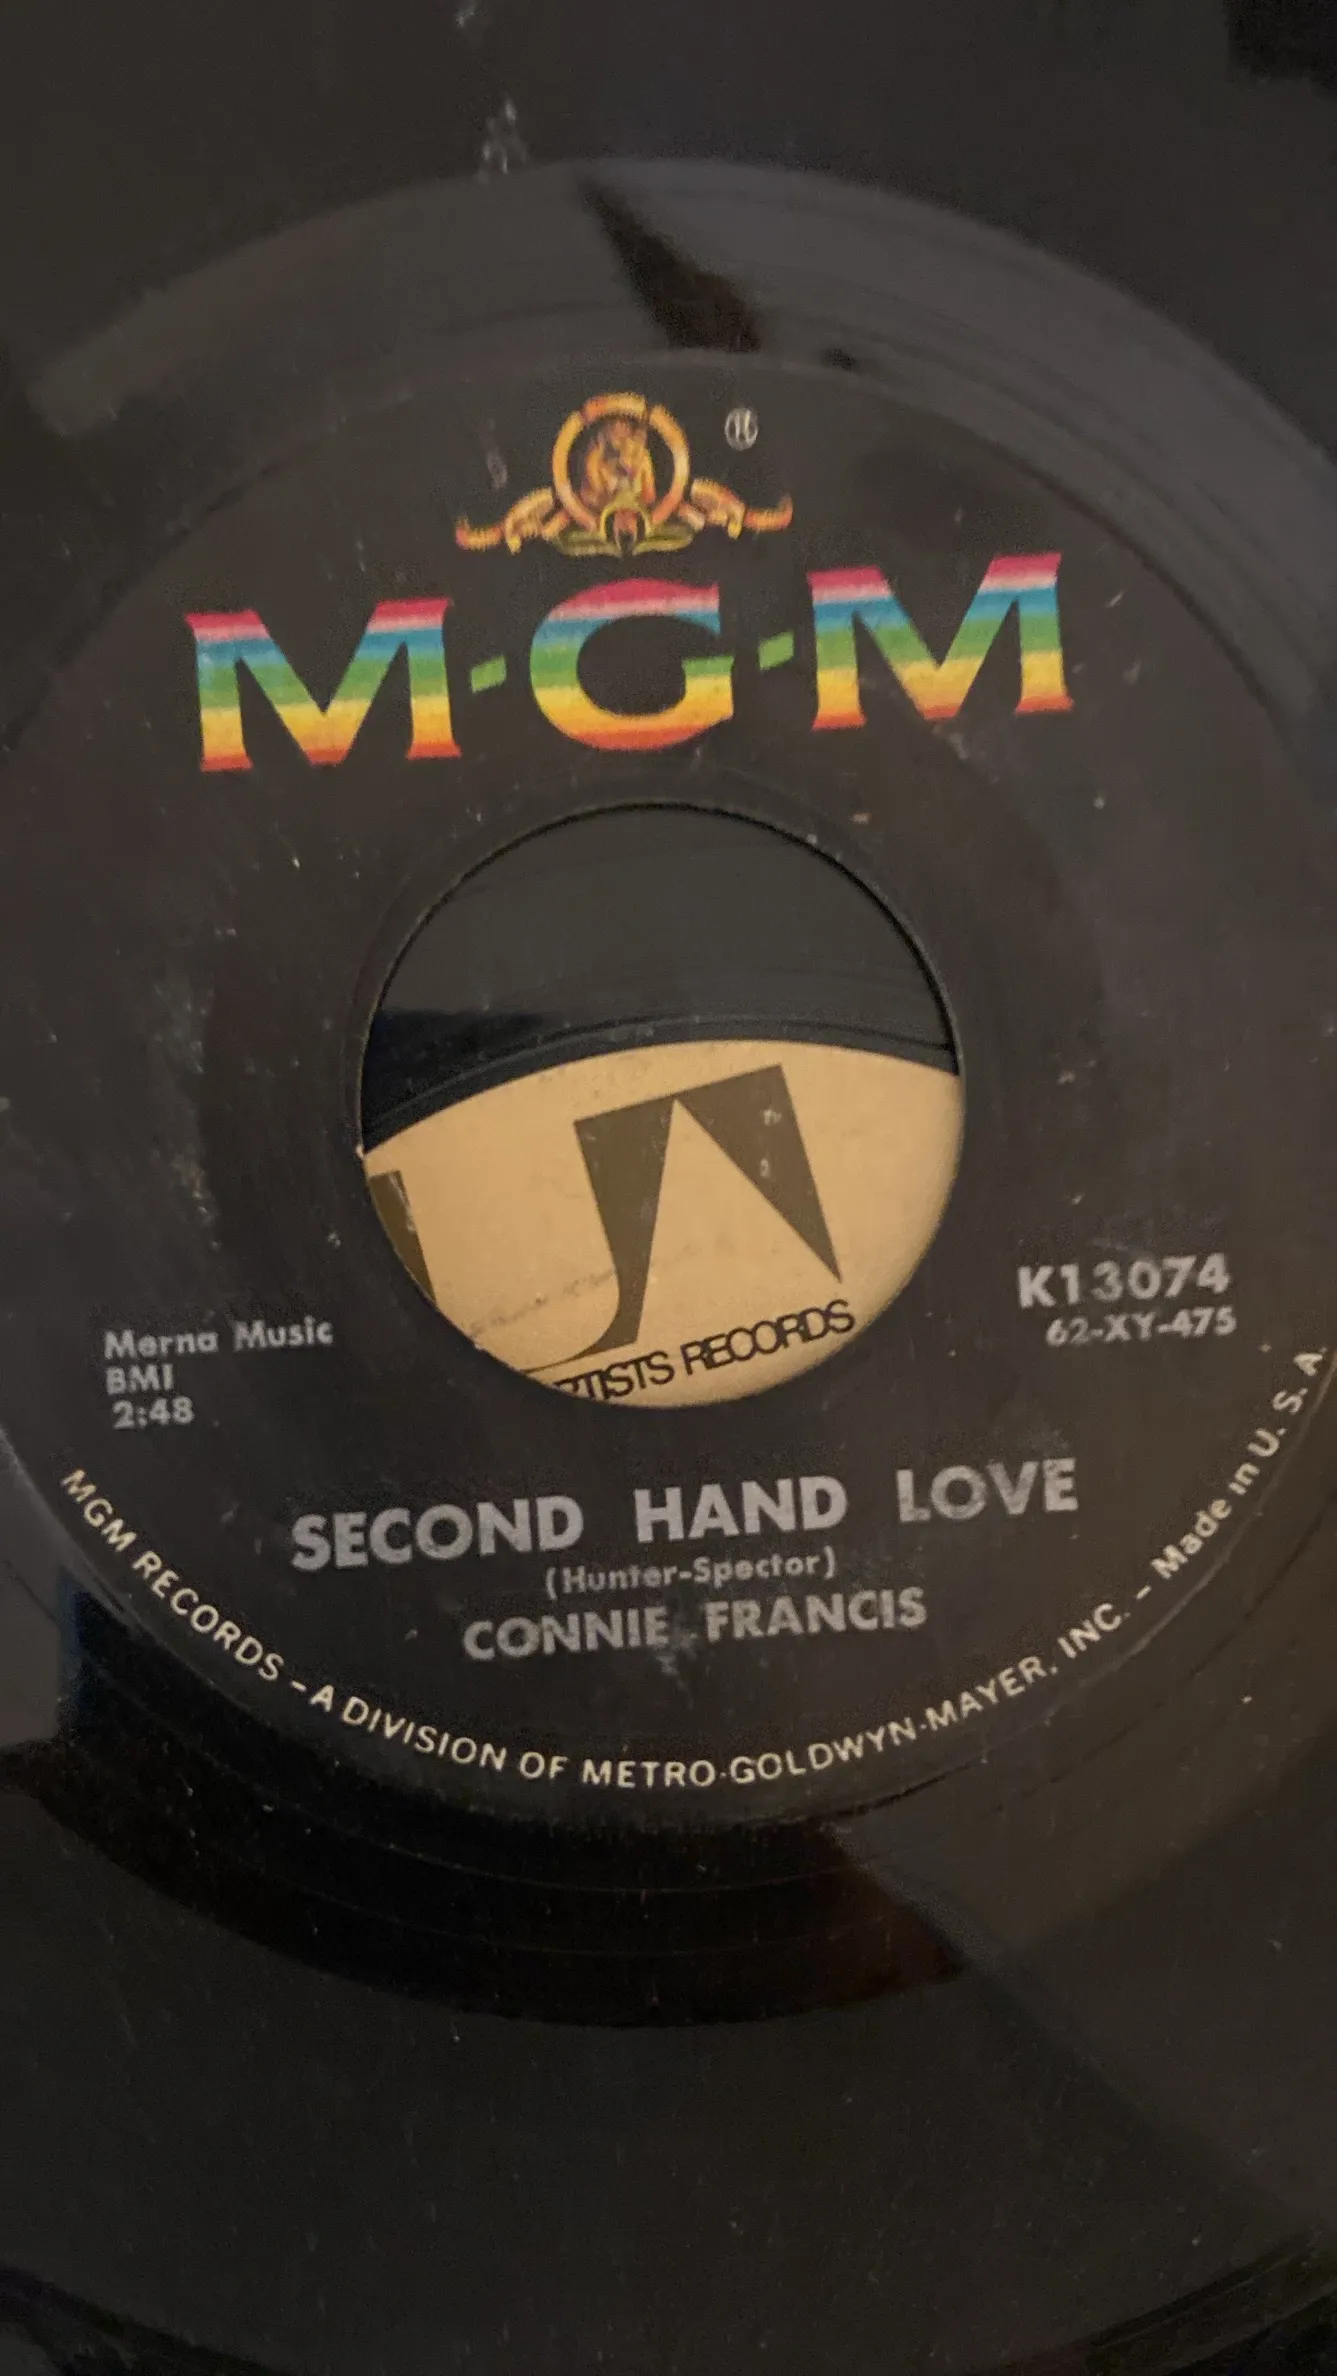 ®
M·G·M
ARTISTS RECORDS
Merna Music
BMI
2:48
K13074
62-XY-475
SECOND HAND LOVE
(Hunter-Spector)
CONNIE FRANCIS
MGM RECORDS – A DIVISION OF METRO-GOLDWYN-MAYER, INC. – Made in U. S. A.